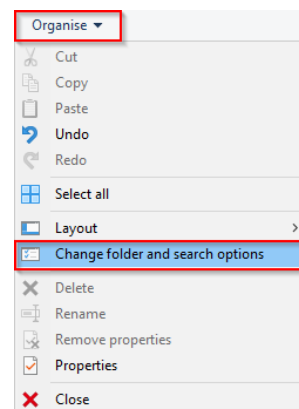 Organise
Cut
Copy
Paste
Undo
Redo
Select all
Layout
Change folder and search options
Delete
Rename
Remove properties
Properties
Close